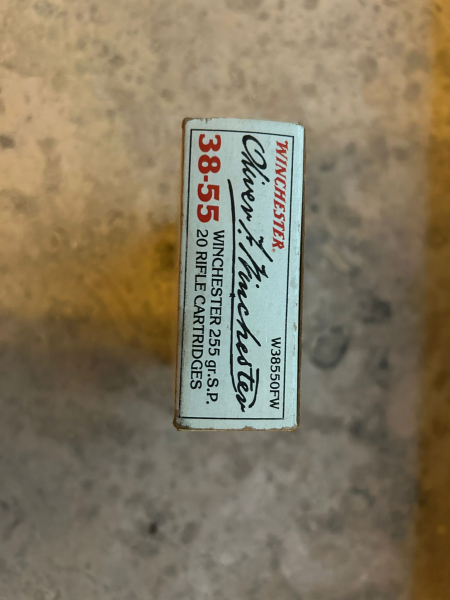 WINCHESTER®
W38550FW
Oliver F. Winchester
38-55
WINCHESTER 255 gr.S.P.
20 RIFLE CARTRIDGES